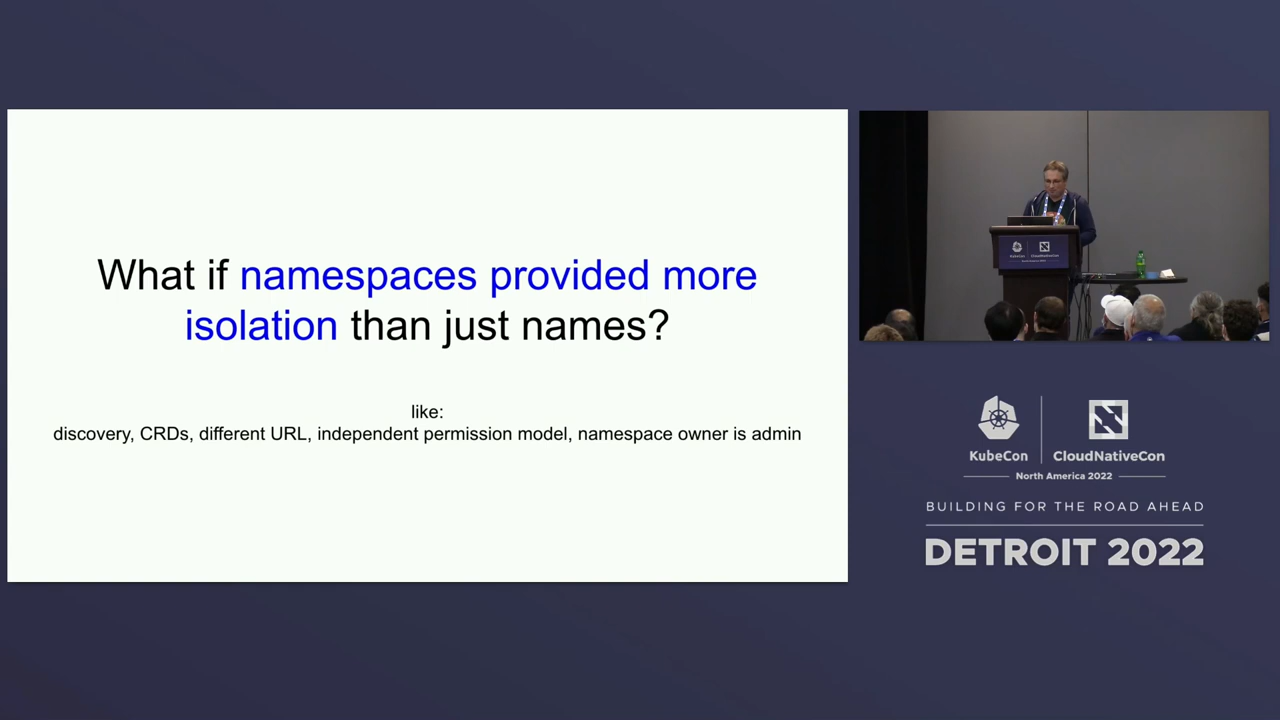 What if namespaces provided more
isolation than just names?
like:
discovery, CRDs, different URL, independent permission model, namespace owner is admin
KubeCon
CloudNativeCon
North America 2022
BUILDING FOR THE ROAD AHEAD
DETROIT 2022